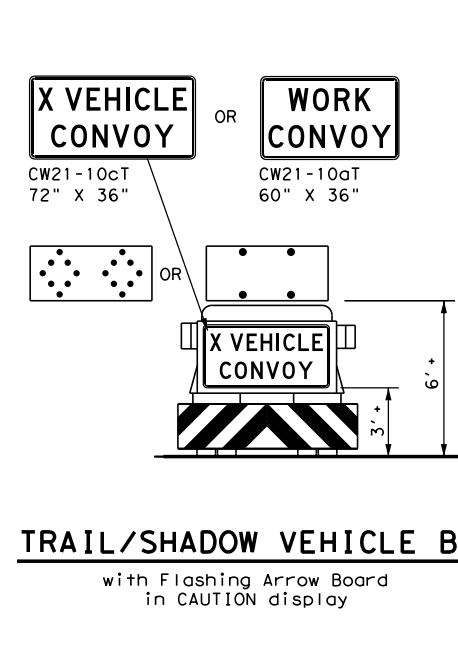 X VEHICLE
CONVOY
OR
WORK
CONVOY
CW21-10cT
72" X 36"
CW21-10aT
60" X 36"
OR
X VEHICLE
CONVOY
6' +
3' +
TRAIL/SHADOW VEHICLE B
with Flashing Arrow Board
in CAUTION display